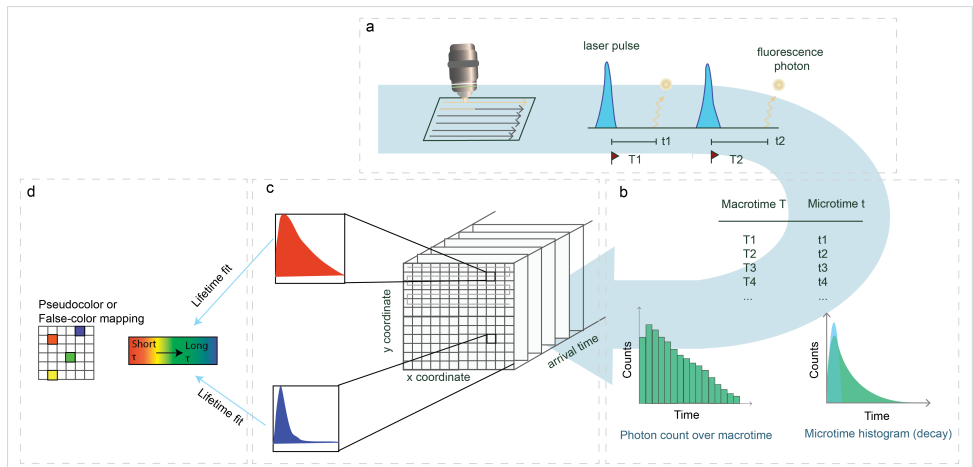 a
laser pulse
fluorescence
photon
t1
t2
T1
T2
b
Macrotime T
Microtime t
T1
t1
T2
t2
T3
t3
T4
t4
...
...
Counts
Time
Photon count over macrotime
Counts
Time
Microtime histogram (decay)
c
y coordinate
x coordinate
arrival time
d
Lifetime fit
Pseudocolor or
False-color mapping
Short
τ
Long
τ
Lifetime fit